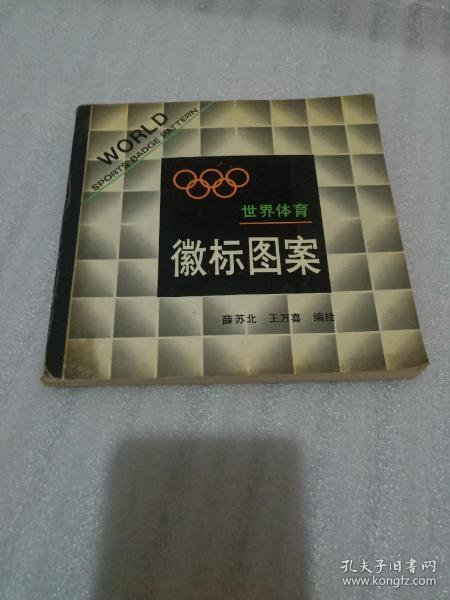 WORLD
SPORTS BADGE PATTERN
世界体育
徽标图案
薛苏北 王万喜 编绘
孔夫子旧书网
www.kongfz.com